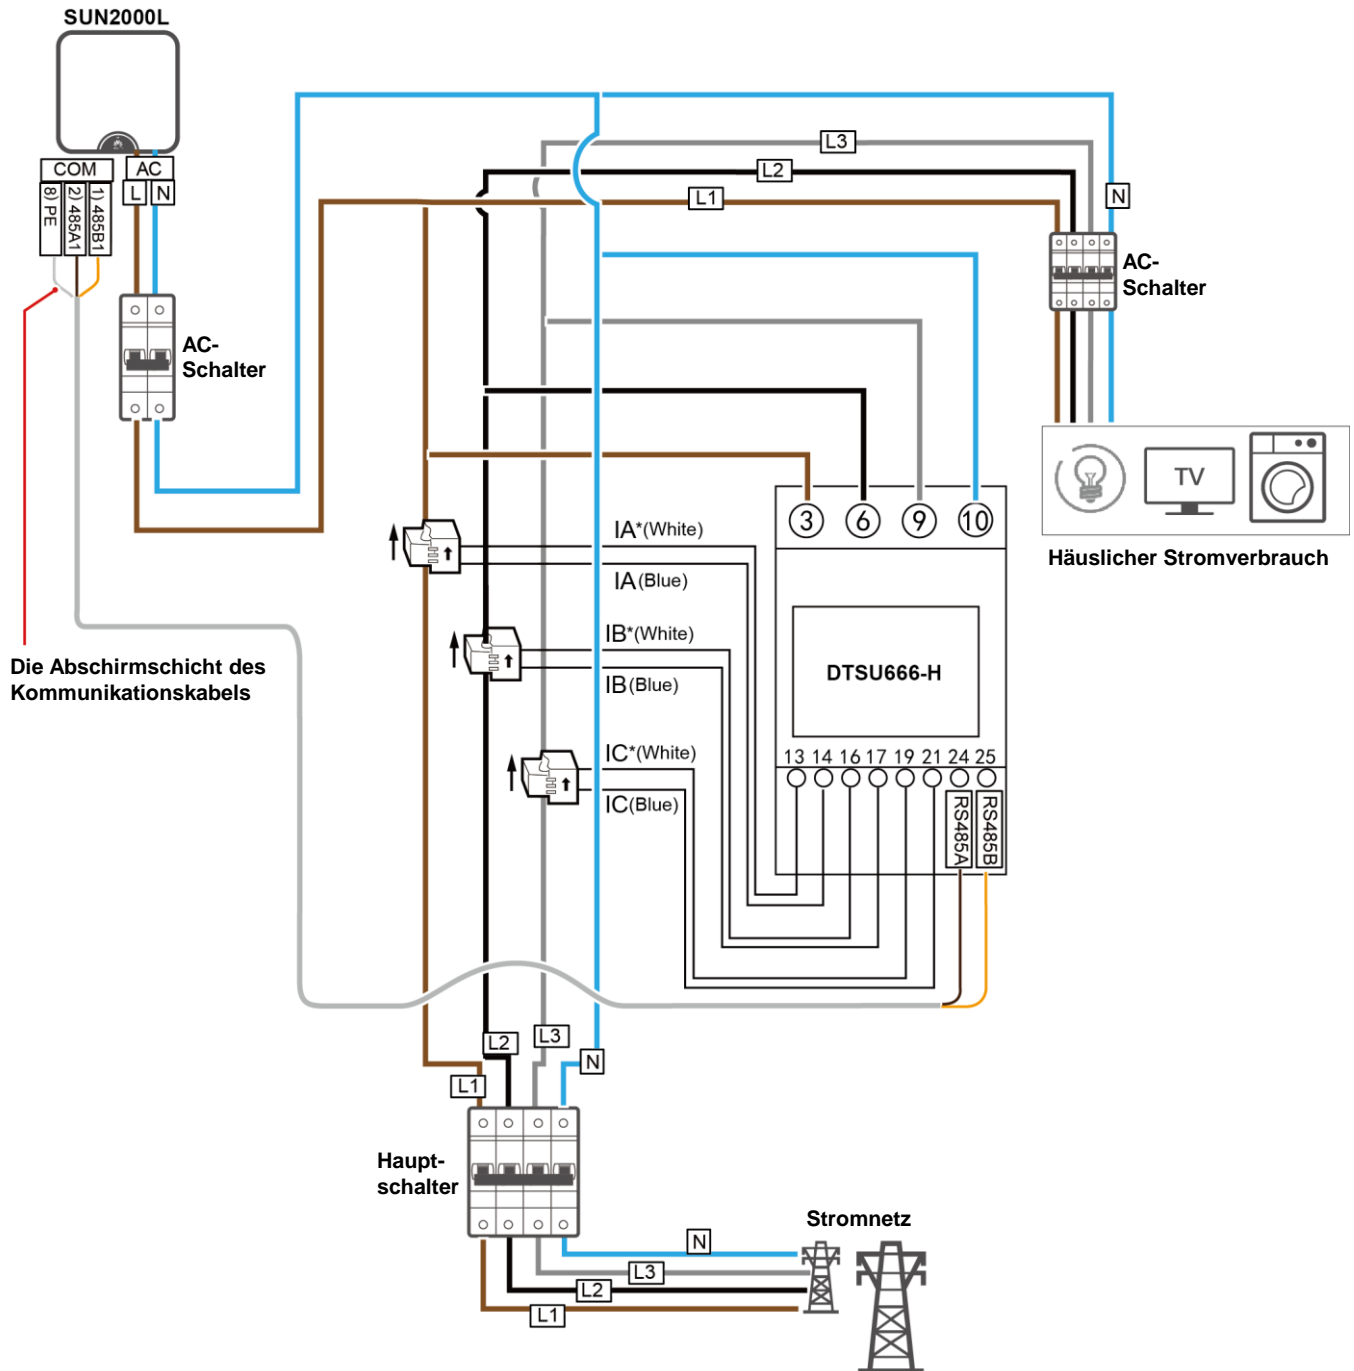 SUN2000L
COM
AC
8) PE
2) 485A1
1) 485B1
L
N
L3
L2
L1
N
AC-
Schalter
AC-
Schalter
TV
Häuslicher Stromverbrauch
3
6
9
10
IA*(White)
IA(Blue)
IB*(White)
IB(Blue)
IC*(White)
IC(Blue)
DTSU666-H
13 14 16 17 19 21 24 25
RS485A
RS485B
Die Abschirmschicht des
Kommunikationskabels
L2
L3
N
L1
Haupt-
schalter
Stromnetz
N
L3
L2
L1